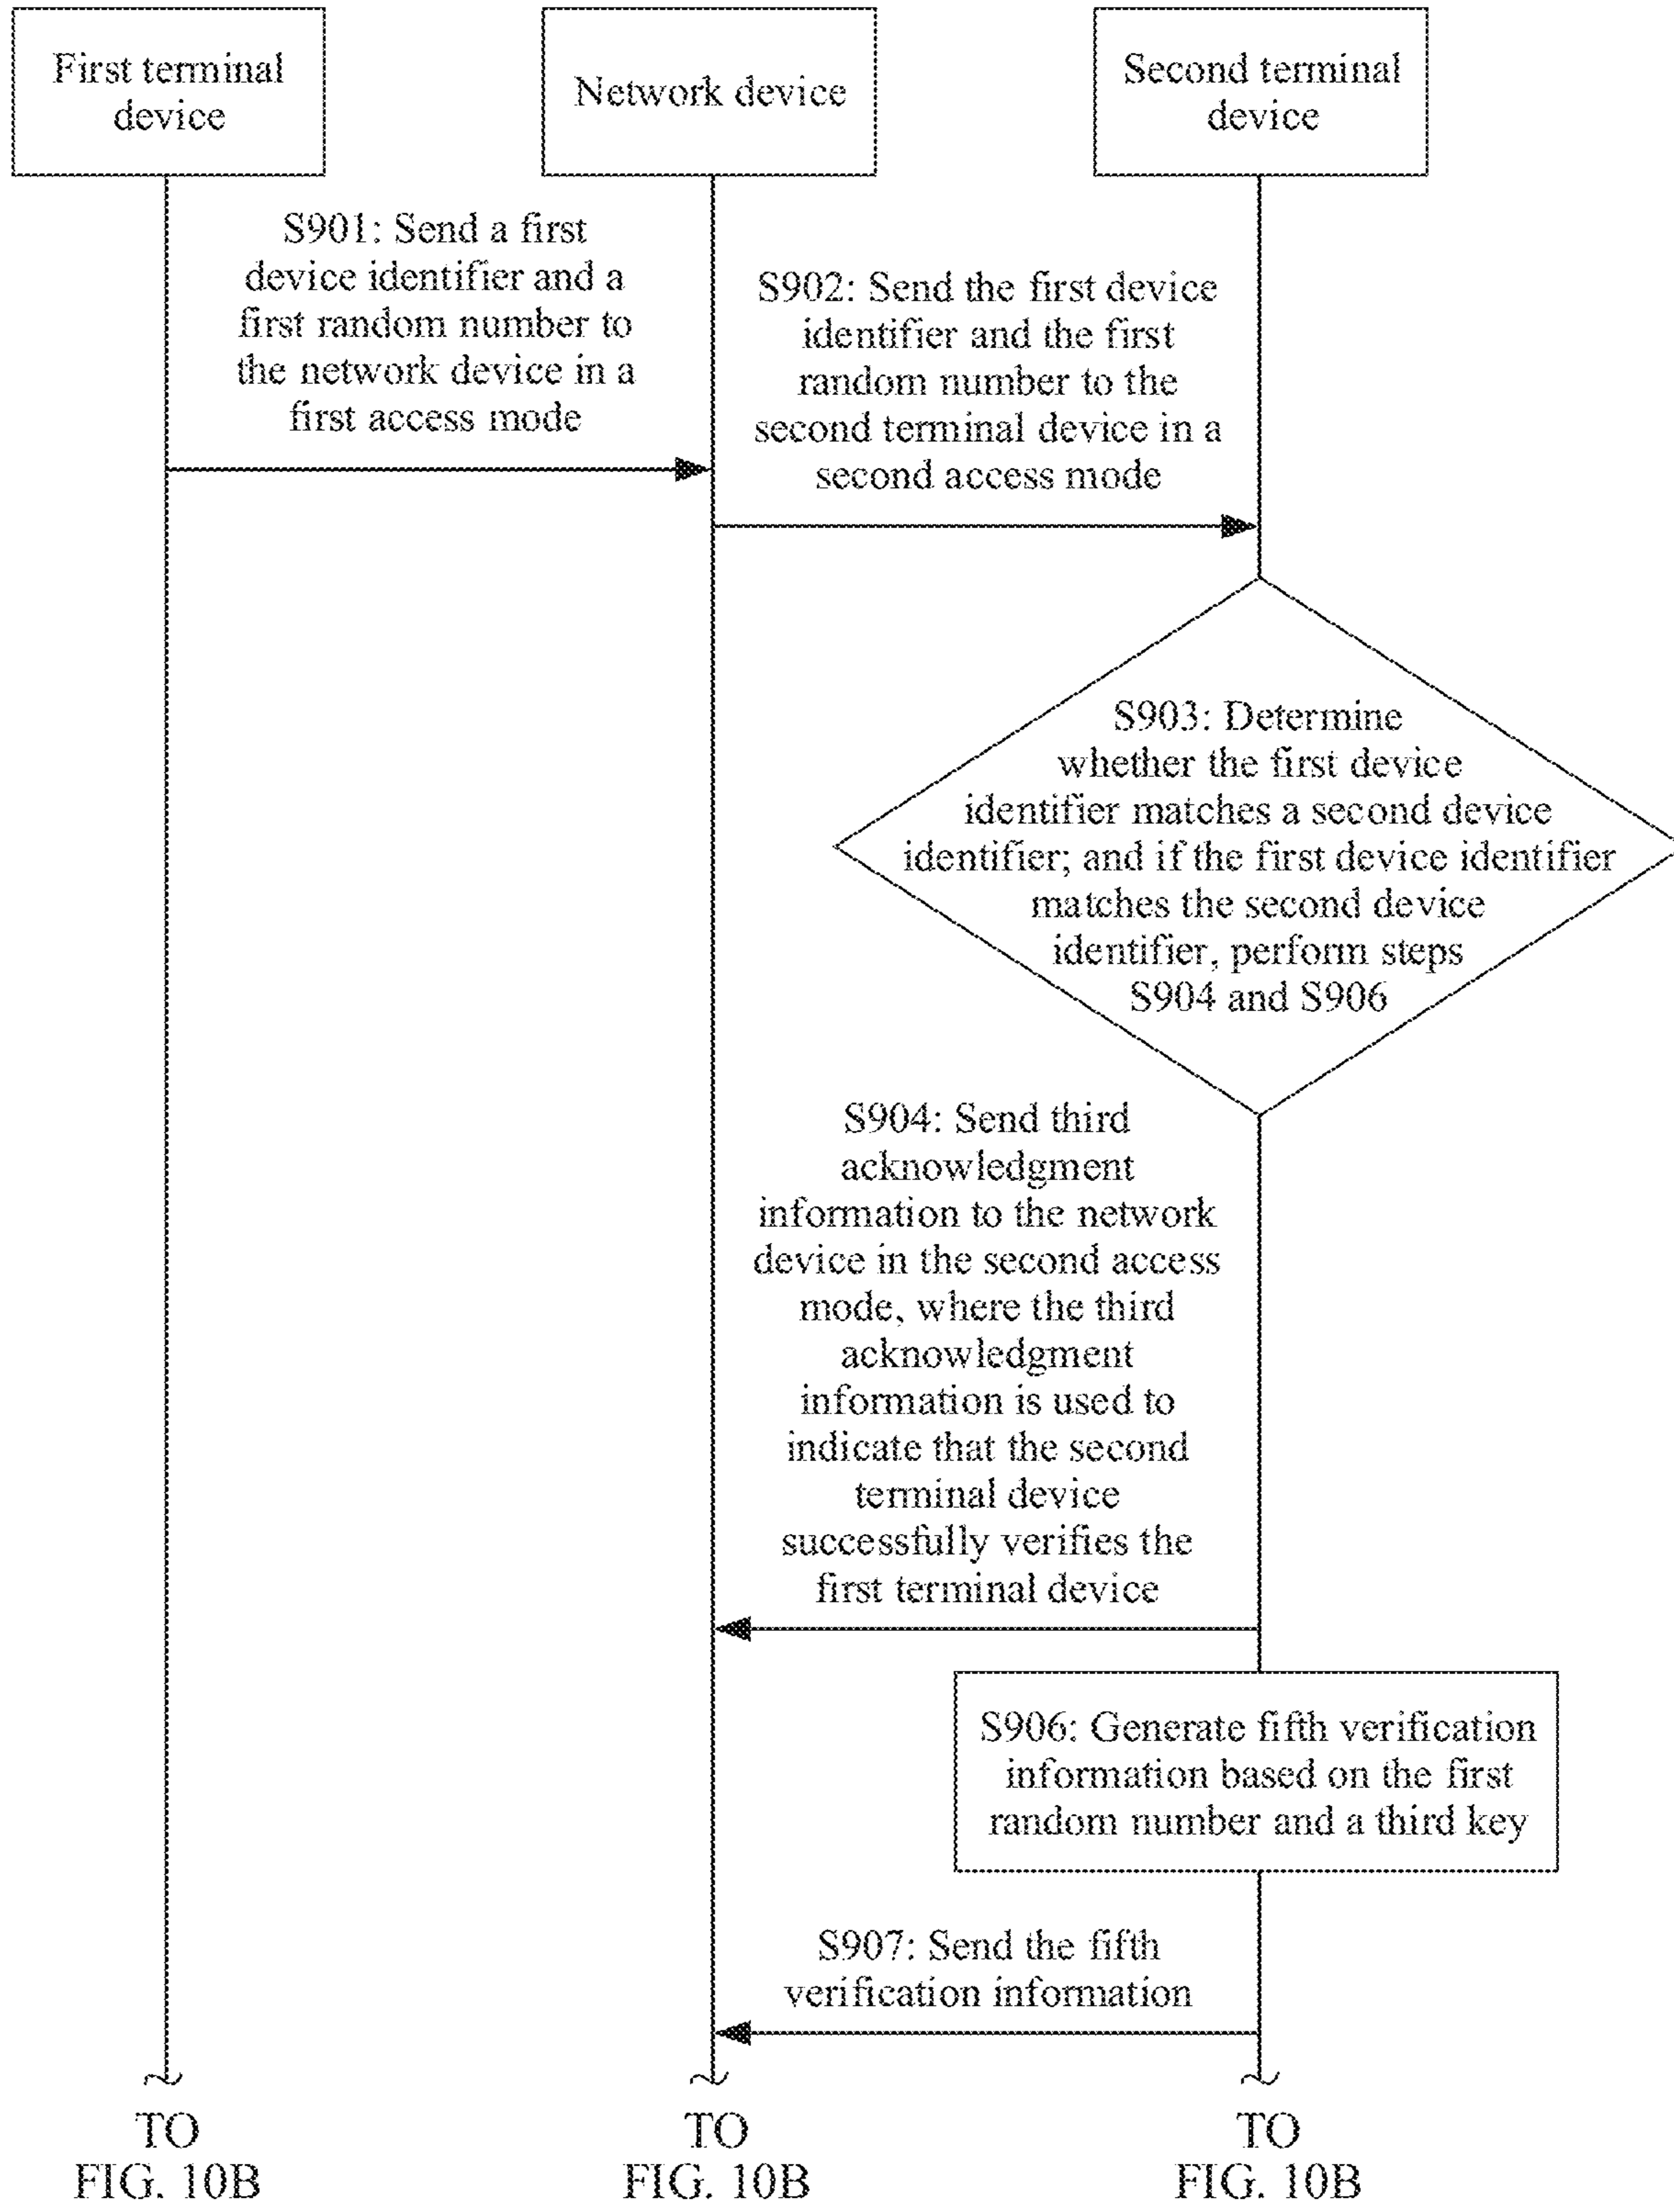 First terminal
device
Network device
Second terminal
device
S901: Send a first
device identifier and a
first random number to
the network device in a
first access mode
S902: Send the first device
identifier and the first
random number to the
second terminal device in a
second access mode
S903: Determine
whether the first device
identifier matches a second device
identifier; and if the first device identifier
matches the second device
identifier, perform steps
S904 and S906
S904: Send third
acknowledgment
information to the network
device in the second access
mode, where the third
acknowledgment
information is used to
indicate that the second
terminal device
successfully verifies the
first terminal device
S906: Generate fifth verification
information based on the first
random number and a third key
S907: Send the fifth
verification information
TO
FIG. 10B
TO
FIG. 10B
TO
FIG. 10B